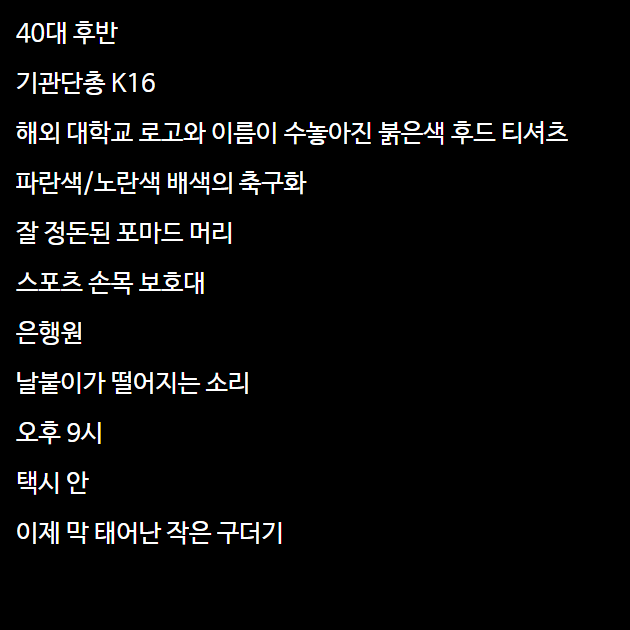 40대 후반
기관단총 K16
해외 대학교 로고와 이름이 수놓아진 붉은색 후드 티셔츠
파란색/노란색 배색의 축구화
잘 정돈된 포마드 머리
스포츠 손목 보호대
은행원
날붙이가 떨어지는 소리
오후 9시
택시 안
이제 막 태어난 작은 구더기